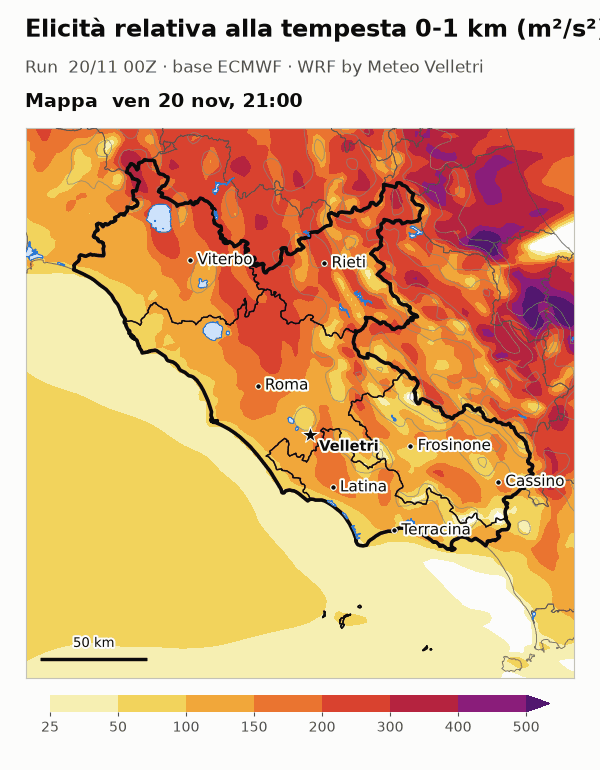 Elicità relativa alla tempesta 0-1 km (m²/s²)
Run 20/11 00Z · base ECMWF · WRF by Meteo Velletri
Mappa ven 20 nov, 21:00
Viterbo
Rieti
Roma
Velletri
Frosinone
Cassino
Latina
Terracina
50 km
25 50 100 150 200 300 400 500